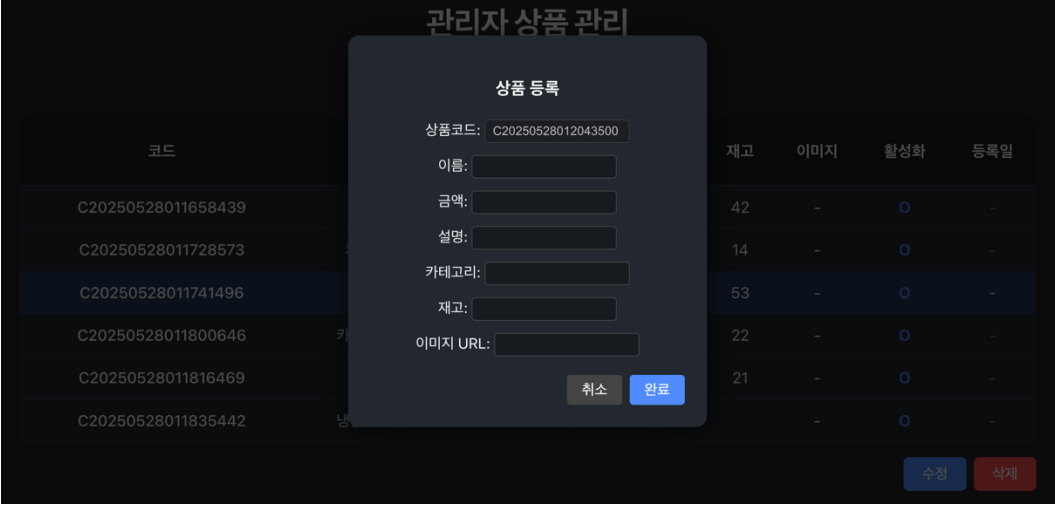 관리자 상품 관리
상품 등록
상품코드: C20250528012043500
이름:
금액:
설명:
카테고리:
재고:
이미지 URL:
취소 완료
코드 재고 이미지 활성화 등록일
C20250528011658439 42 - O -
C20250528011728573 14 - O -
C20250528011741496 53 - O -
C20250528011800646 카 22 - O -
C20250528011816469 21 - O -
C20250528011835442 냉 - O -
수정 삭제